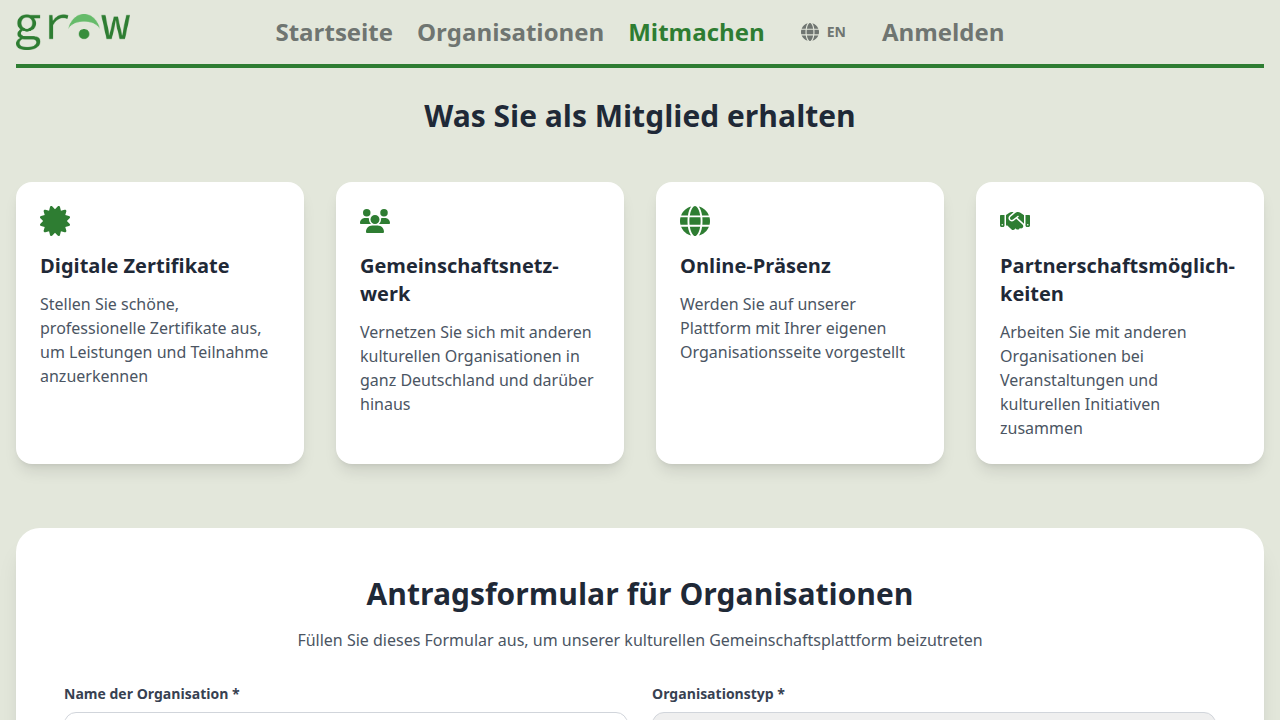 grow
Startseite
Organisationen
Mitmachen
EN
Anmelden
Was Sie als Mitglied erhalten
Digitale Zertifikate
Stellen Sie schöne,
professionelle Zertifikate aus,
um Leistungen und Teilnahme
anzuerkennen
Gemeinschaftsnetz-
werk
Vernetzen Sie sich mit anderen
kulturellen Organisationen in
ganz Deutschland und darüber
hinaus
Online-Präsenz
Werden Sie auf unserer
Plattform mit Ihrer eigenen
Organisationsseite vorgestellt
Partnerschaftsmöglich-
keiten
Arbeiten Sie mit anderen
Organisationen bei
Veranstaltungen und
kulturellen Initiativen
zusammen
Antragsformular für Organisationen
Füllen Sie dieses Formular aus, um unserer kulturellen Gemeinschaftsplattform beizutreten
Name der Organisation *
Organisationstyp *